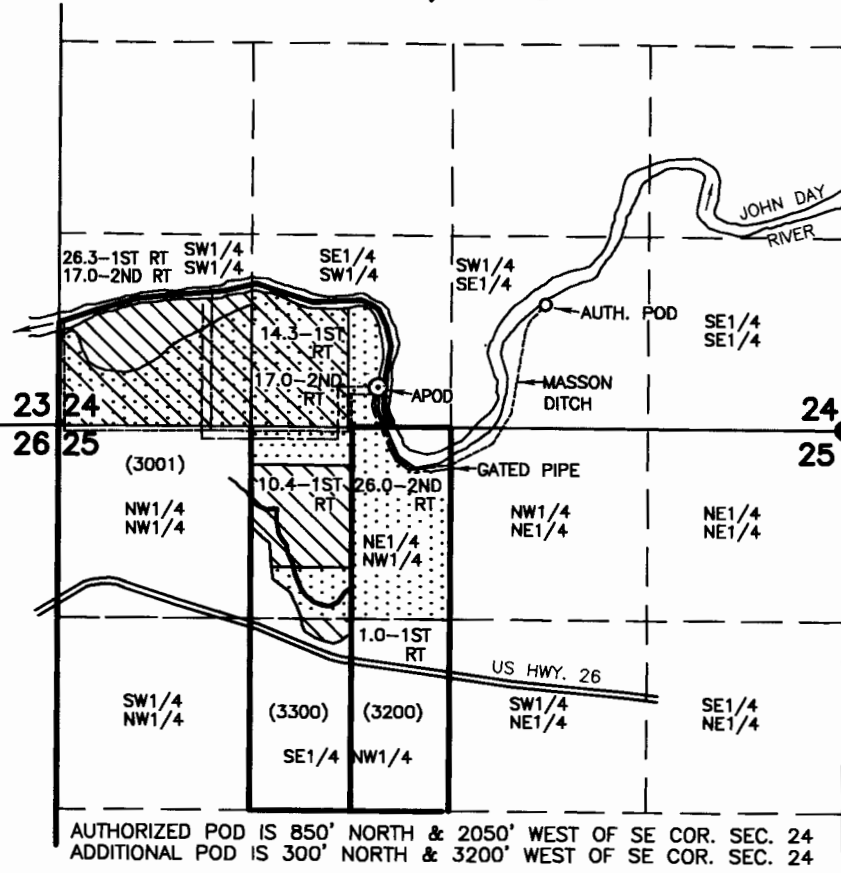 JOHN DAY
RIVER
26.3-1ST RT
17.0-2ND RT
SW1/4
SW1/4
SE1/4
SW1/4
SW1/4
SE1/4
AUTH. POD
SE1/4
SE1/4
14.3-1ST
RT
17.0-2ND
RT
APOD
MASSON
DITCH
23 24
24
26 25
25
(3001)
GATED PIPE
10.4-1ST
RT
26.0-2ND
RT
NW1/4
NW1/4
NE1/4
NW1/4
NW1/4
NE1/4
NE1/4
NE1/4
1.0-1ST
RT
US HWY. 26
SW1/4
NW1/4
(3300)
(3200)
SE1/4 NW1/4
SW1/4
NE1/4
SE1/4
NE1/4
AUTHORIZED POD IS 850' NORTH & 2050' WEST OF SE COR. SEC. 24
ADDITIONAL POD IS 300' NORTH & 3200' WEST OF SE COR. SEC. 24